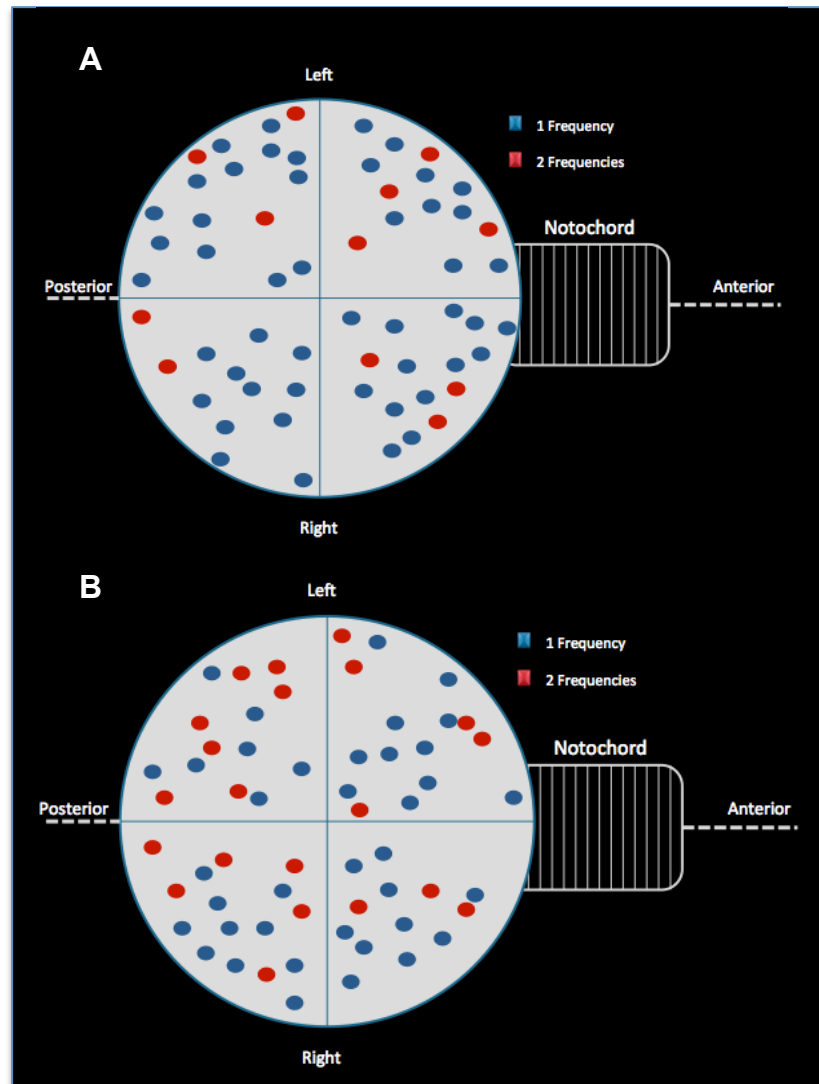 A
Left
1 Frequency
2 Frequencies
Notochord
Posterior
Anterior
Right
B
Left
1 Frequency
2 Frequencies
Notochord
Posterior
Anterior
Right